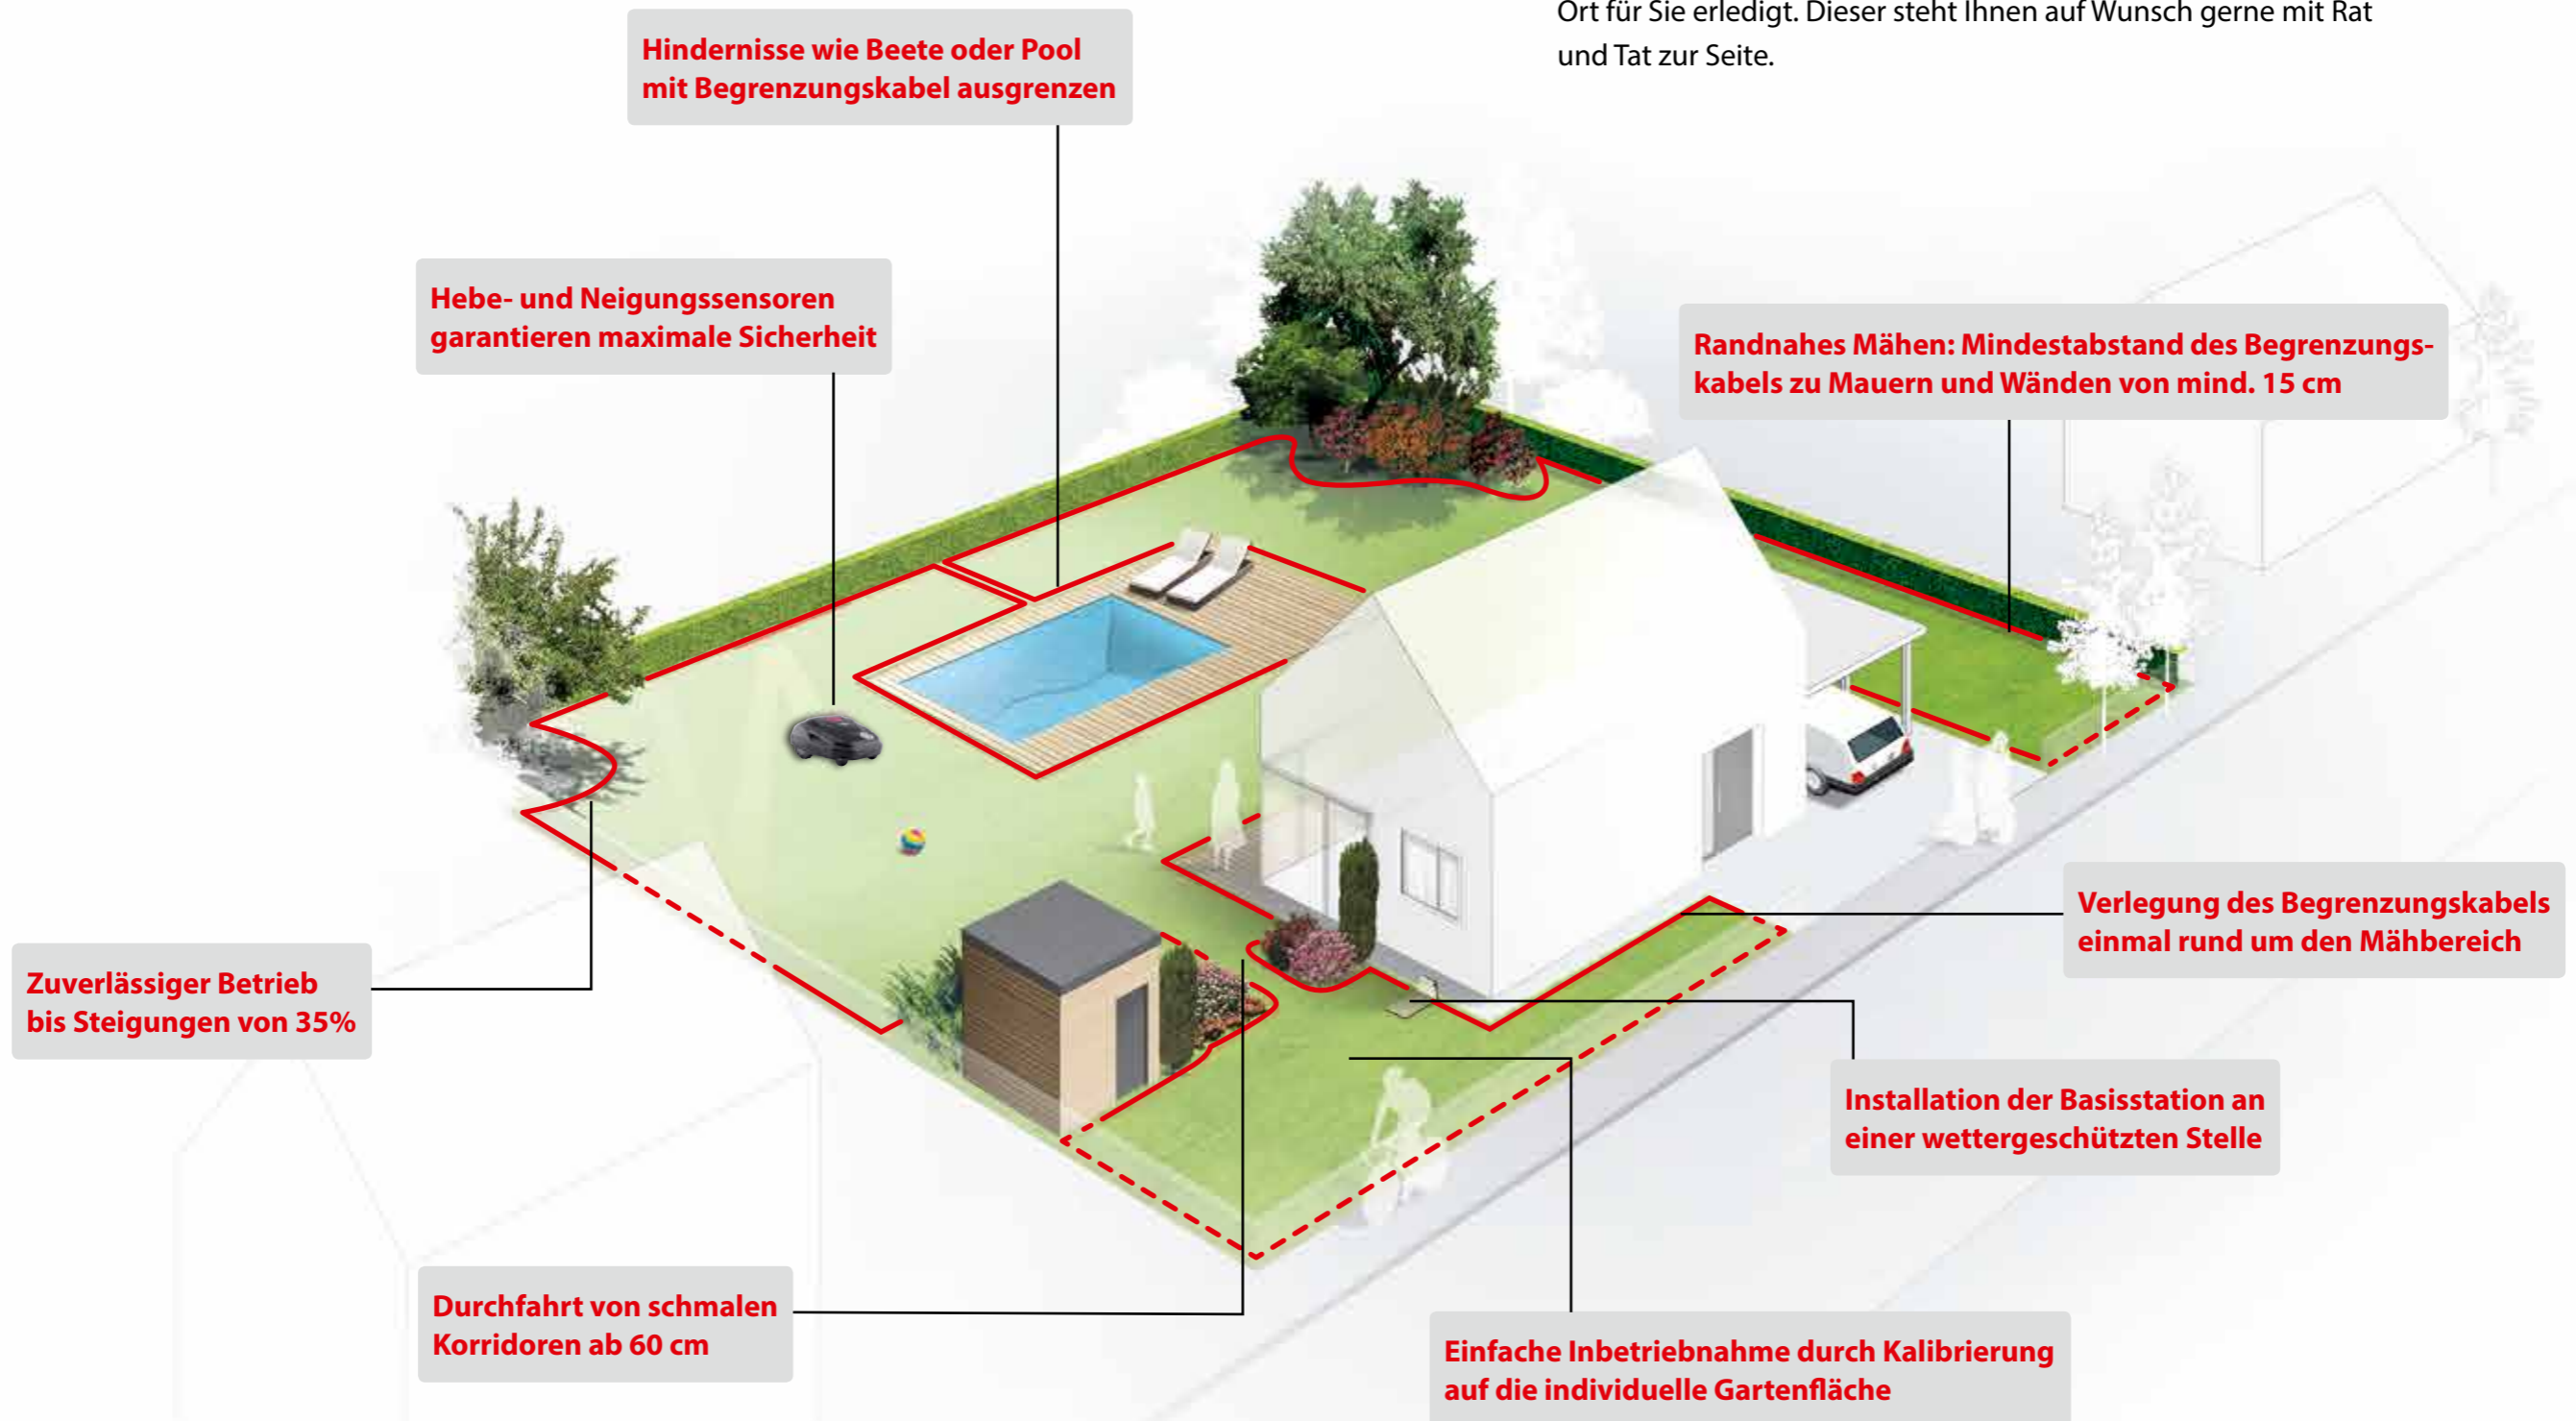 Ort für Sie erledigt. Dieser steht Ihnen auf Wunsch gerne mit Rat
und Tat zur Seite.
Hindernisse wie Beete oder Pool
mit Begrenzungskabel ausgrenzen
Hebe- und Neigungssensoren
garantieren maximale Sicherheit
Randnahes Mähen: Mindestabstand des Begrenzungs-
kabels zu Mauern und Wänden von mind. 15 cm
Verlegung des Begrenzungskabels
einmal rund um den Mähbereich
Zuverlässiger Betrieb
bis Steigungen von 35%
Installation der Basisstation an
einer wettergeschützten Stelle
Durchfahrt von schmalen
Korridoren ab 60 cm
Einfache Inbetriebnahme durch Kalibrierung
auf die individuelle Gartenfläche